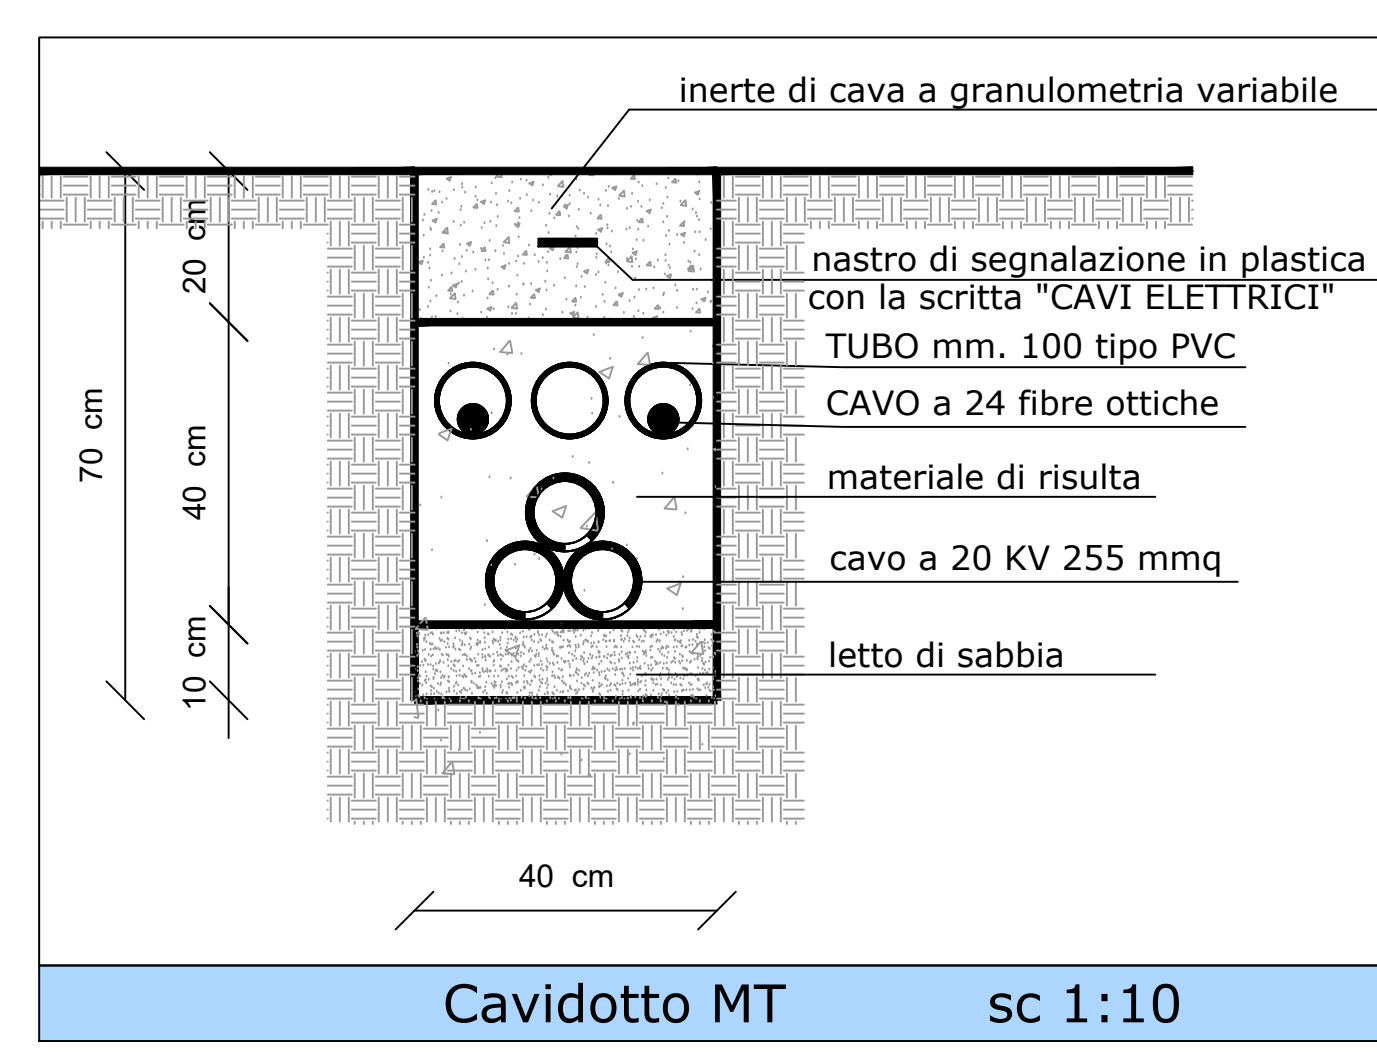 inerte di cava a granulometria variabile
nastro di segnalazione in plastica
con la scritta "CAVI ELETTRICI"
TUBO mm. 100 tipo PVC
CAVO a 24 fibre ottiche
materiale di risulta
cavo a 20 KV 255 mmq
letto di sabbia
20 cm
70 cm
40 cm
10 cm
40 cm
Cavidotto MT sc 1:10